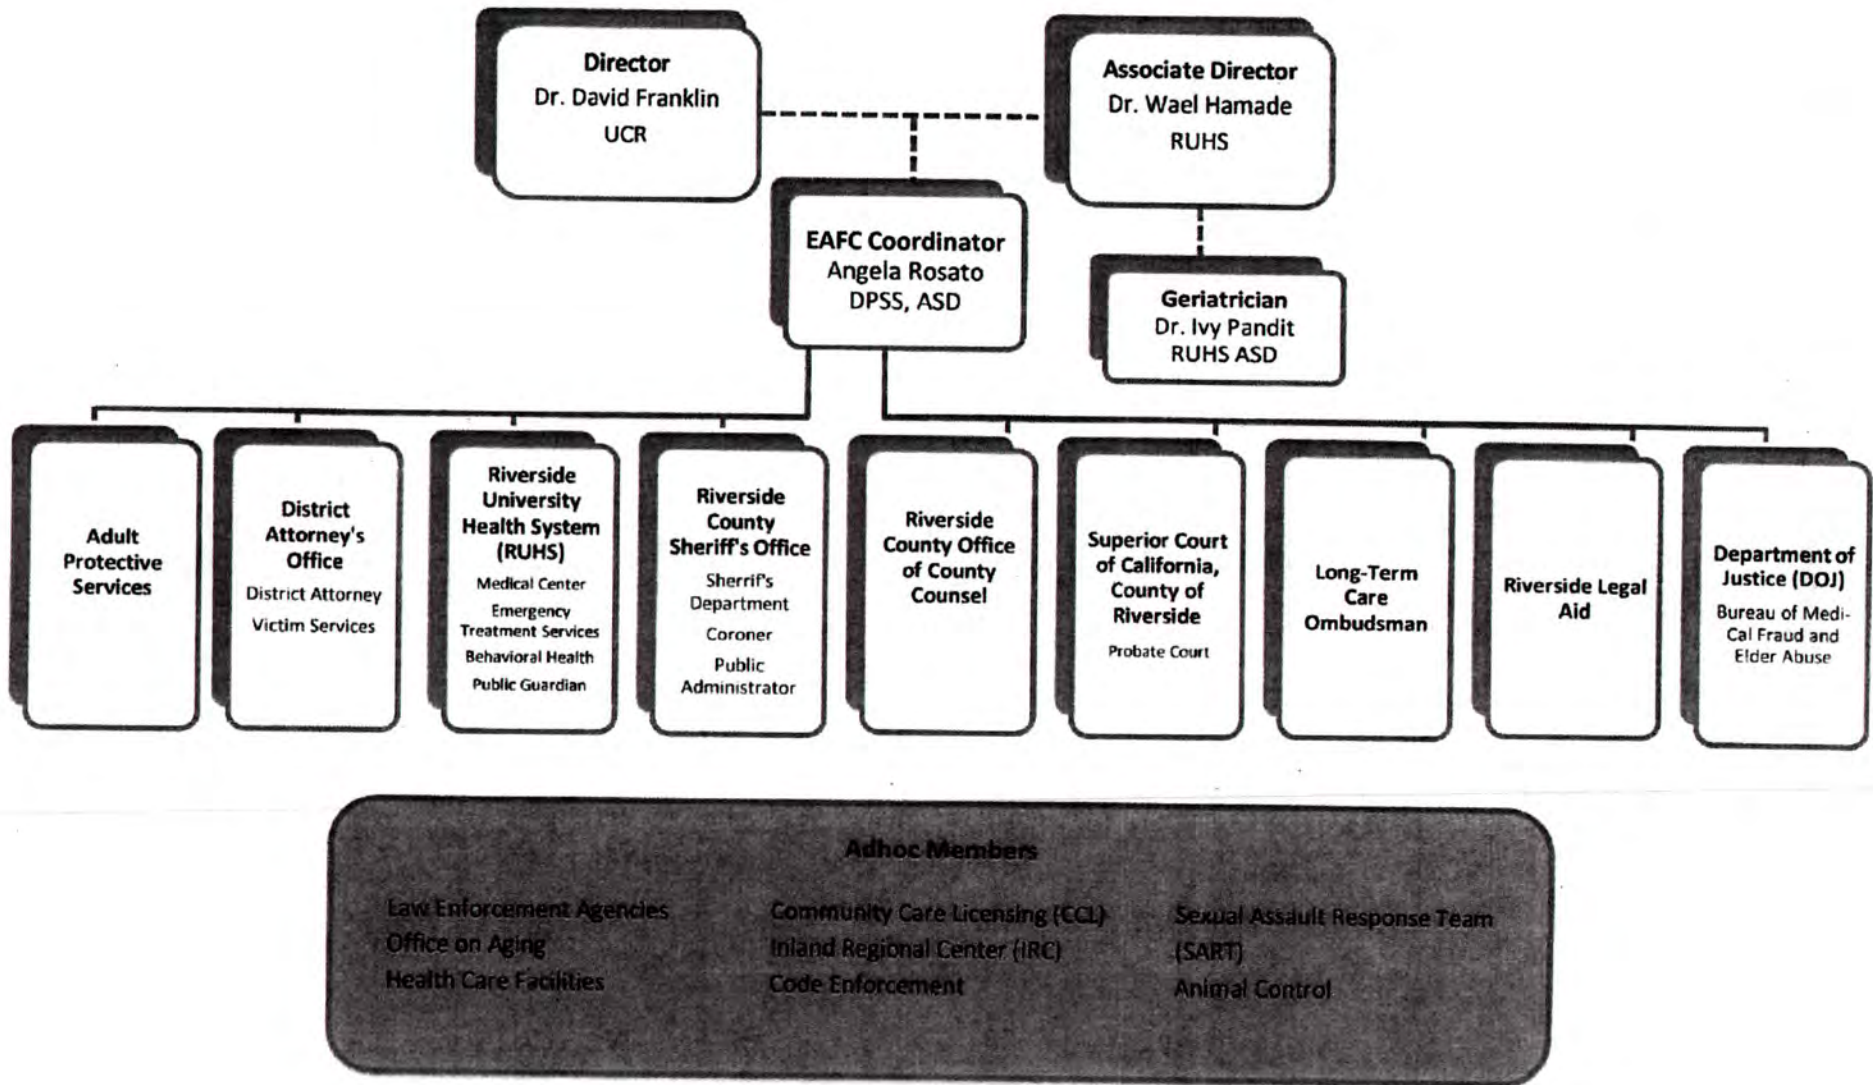 Director
Dr. David Franklin
UCR
Associate Director
Dr. Wael Hamade
RUHS
EAFC Coordinator
Angela Rosato
DPSS, ASD
Geriatrician
Dr. Ivy Pandit
RUHS ASD
Adult
Protective
Services
District
Attorney's
Office
District Attorney
Victim Services
Riverside
University
Health System
(RUHS)
Medical Center
Emergency
Treatment Services
Behavioral Health
Public Guardian
Riverside
County
Sheriff's Office
Sherrif's
Department
Coroner
Public
Administrator
Riverside
County Office
of County
Counsel
Superior Court
of California,
County of
Riverside
Probate Court
Long-Term
Care
Ombudsman
Riverside Legal
Aid
Department of
Justice (DOJ)
Bureau of Medi-
Cal Fraud and
Elder Abuse
Adhoc Members
Law Enforcement Agencies
Office on Aging
Health Care Facilities
Community Care Licensing (CCL)
Inland Regional Center (IRC)
Code Enforcement
Sexual Assault Response Team
(SART)
Animal Control